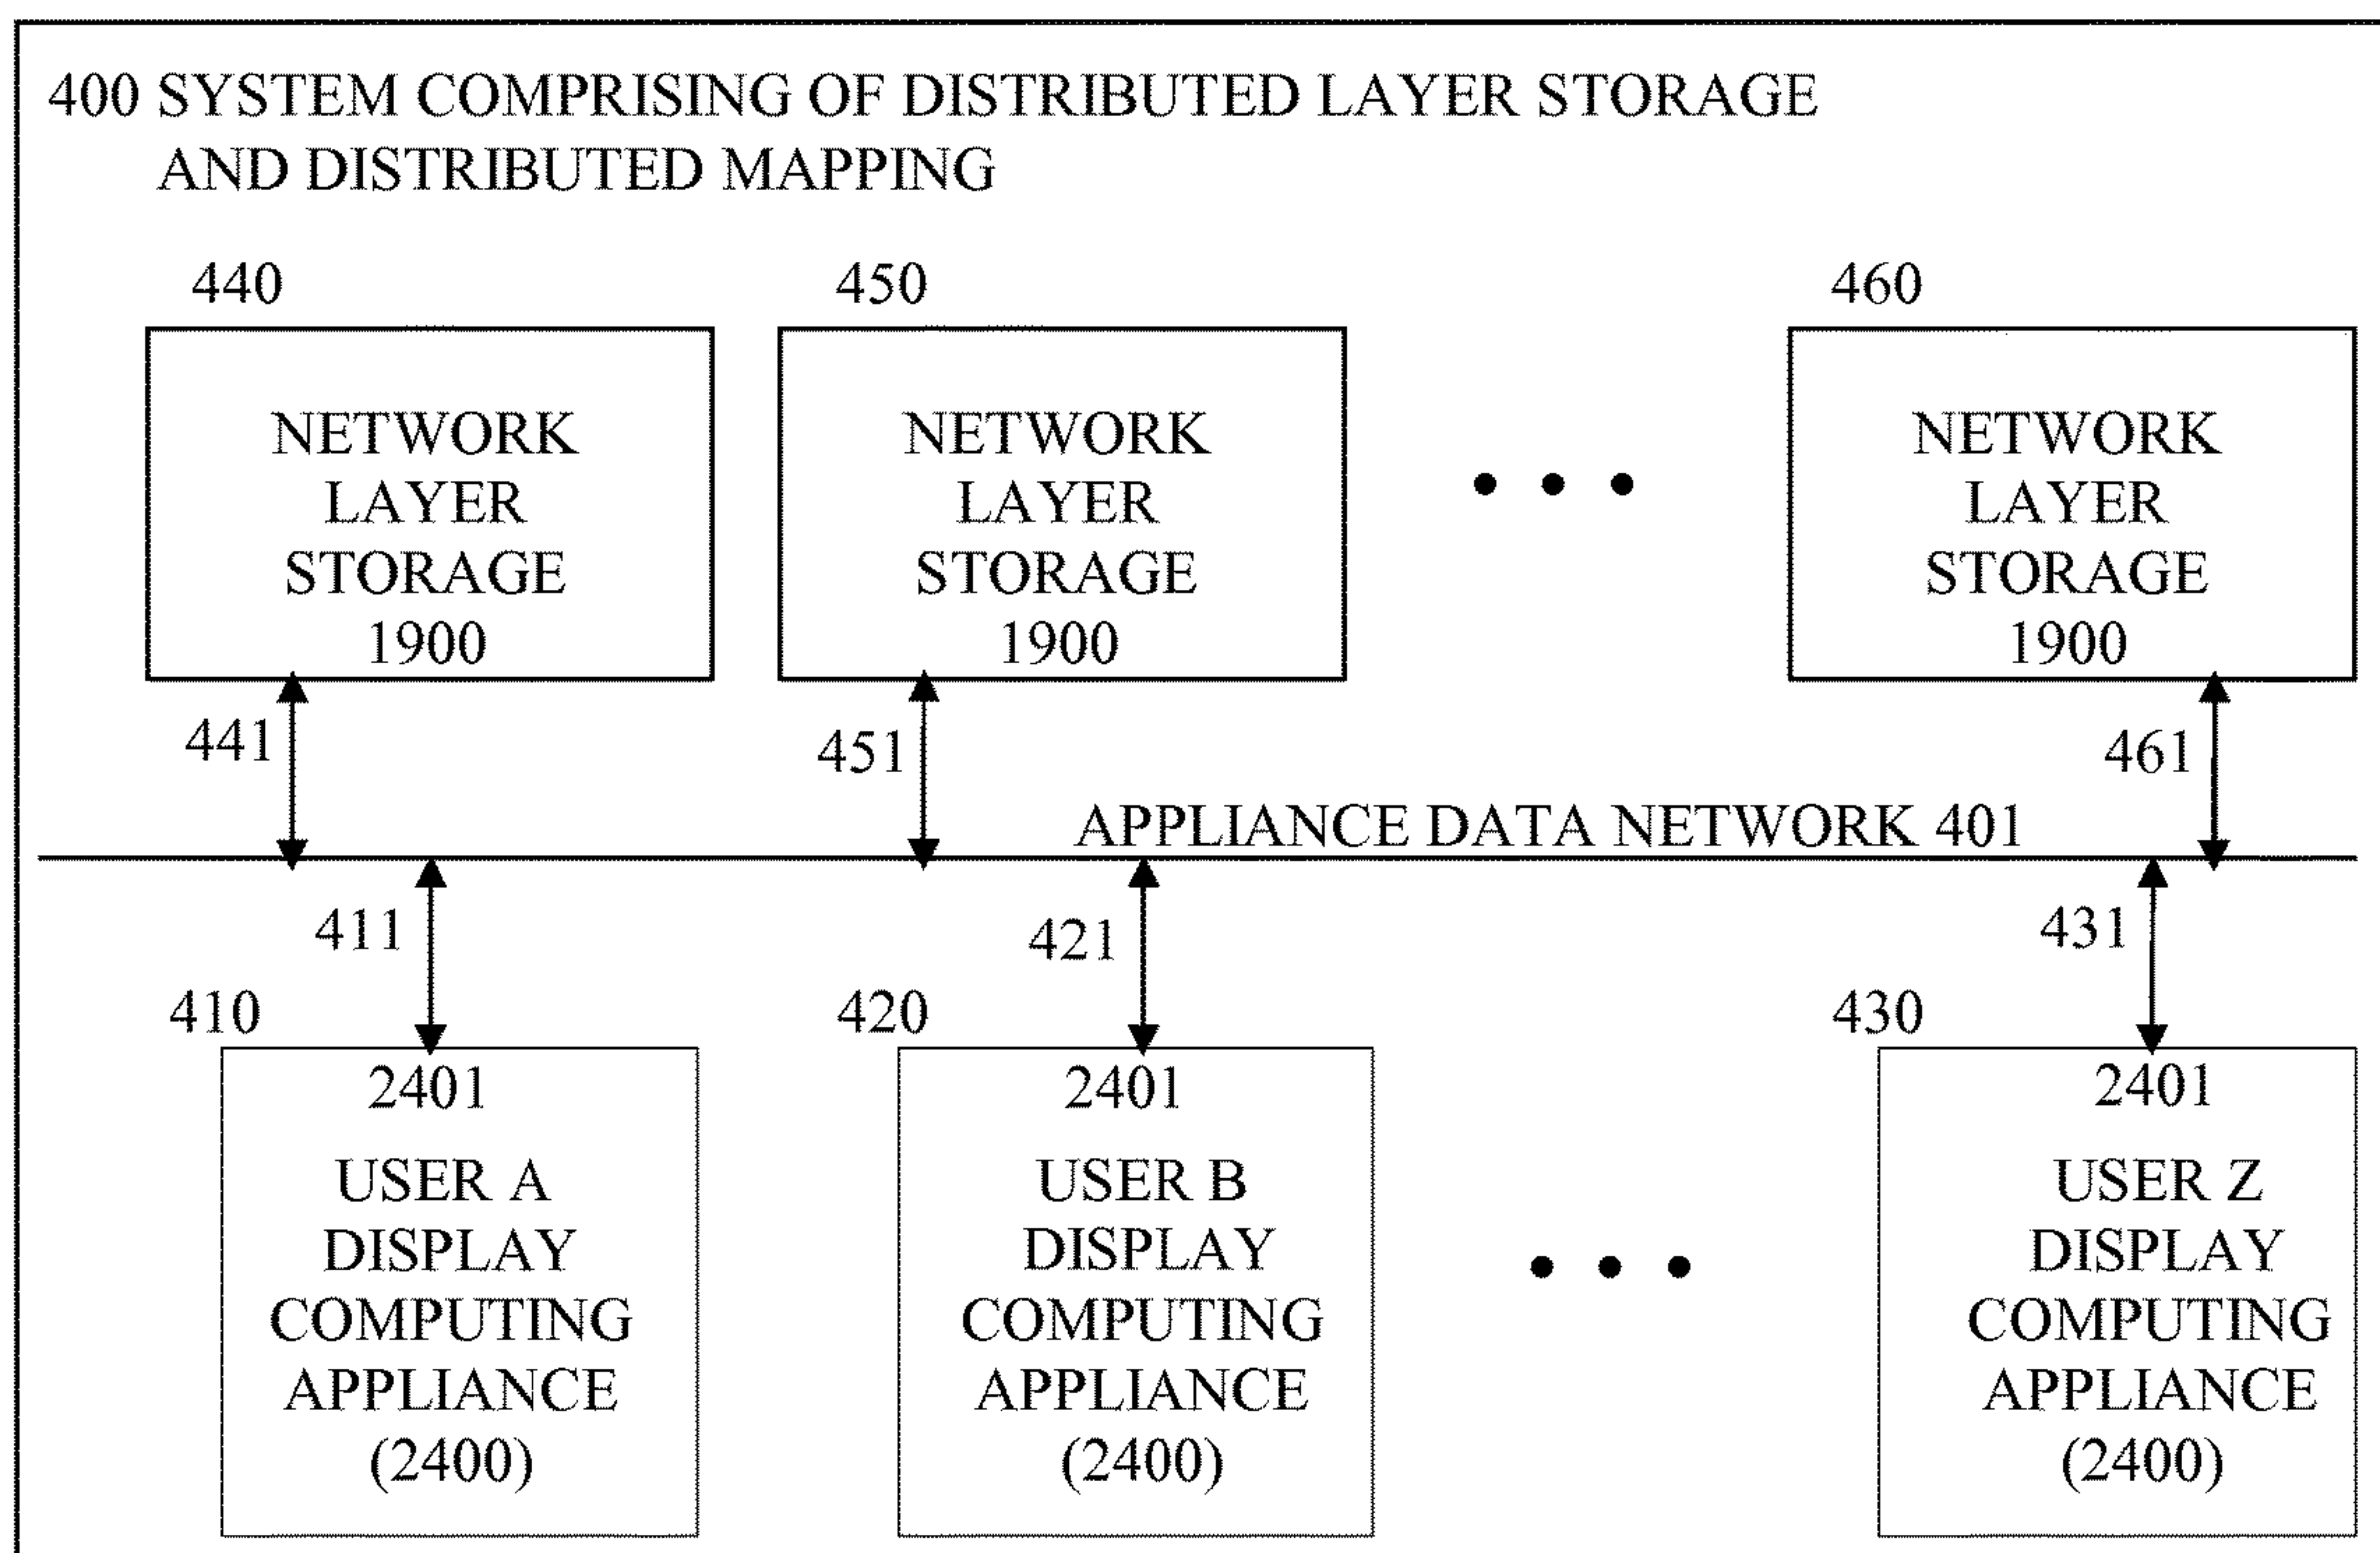 400 SYSTEM COMPRISING OF DISTRIBUTED LAYER STORAGE
AND DISTRIBUTED MAPPING
440
450
460
NETWORK
LAYER
STORAGE
1900
NETWORK
LAYER
STORAGE
1900
NETWORK
LAYER
STORAGE
1900
441
451
461
APPLIANCE DATA NETWORK 401
411
421
431
410
420
430
2401
USER A
DISPLAY
COMPUTING
APPLIANCE
(2400)
2401
USER B
DISPLAY
COMPUTING
APPLIANCE
(2400)
2401
USER Z
DISPLAY
COMPUTING
APPLIANCE
(2400)